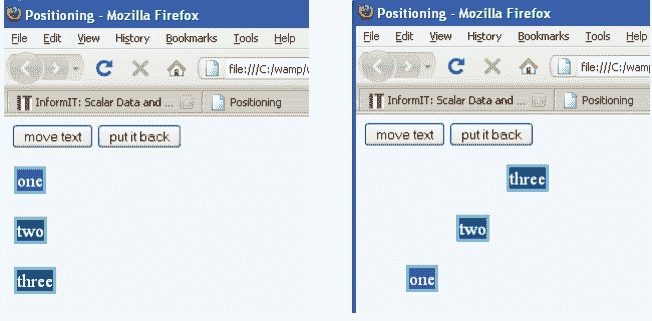 Positioning - Mozilla Firefox
File Edit View History Bookmarks Tools Help
file:///C:/wamp/
InformIT: Scalar Data and ... Positioning
move text put it back
one
two
three
Positioning - Mozilla Firefox
File Edit View History Bookmarks Tools Help
file:///C:/wamp
InformIT: Scalar Data and ... Positioning
move text put it back
three
two
one